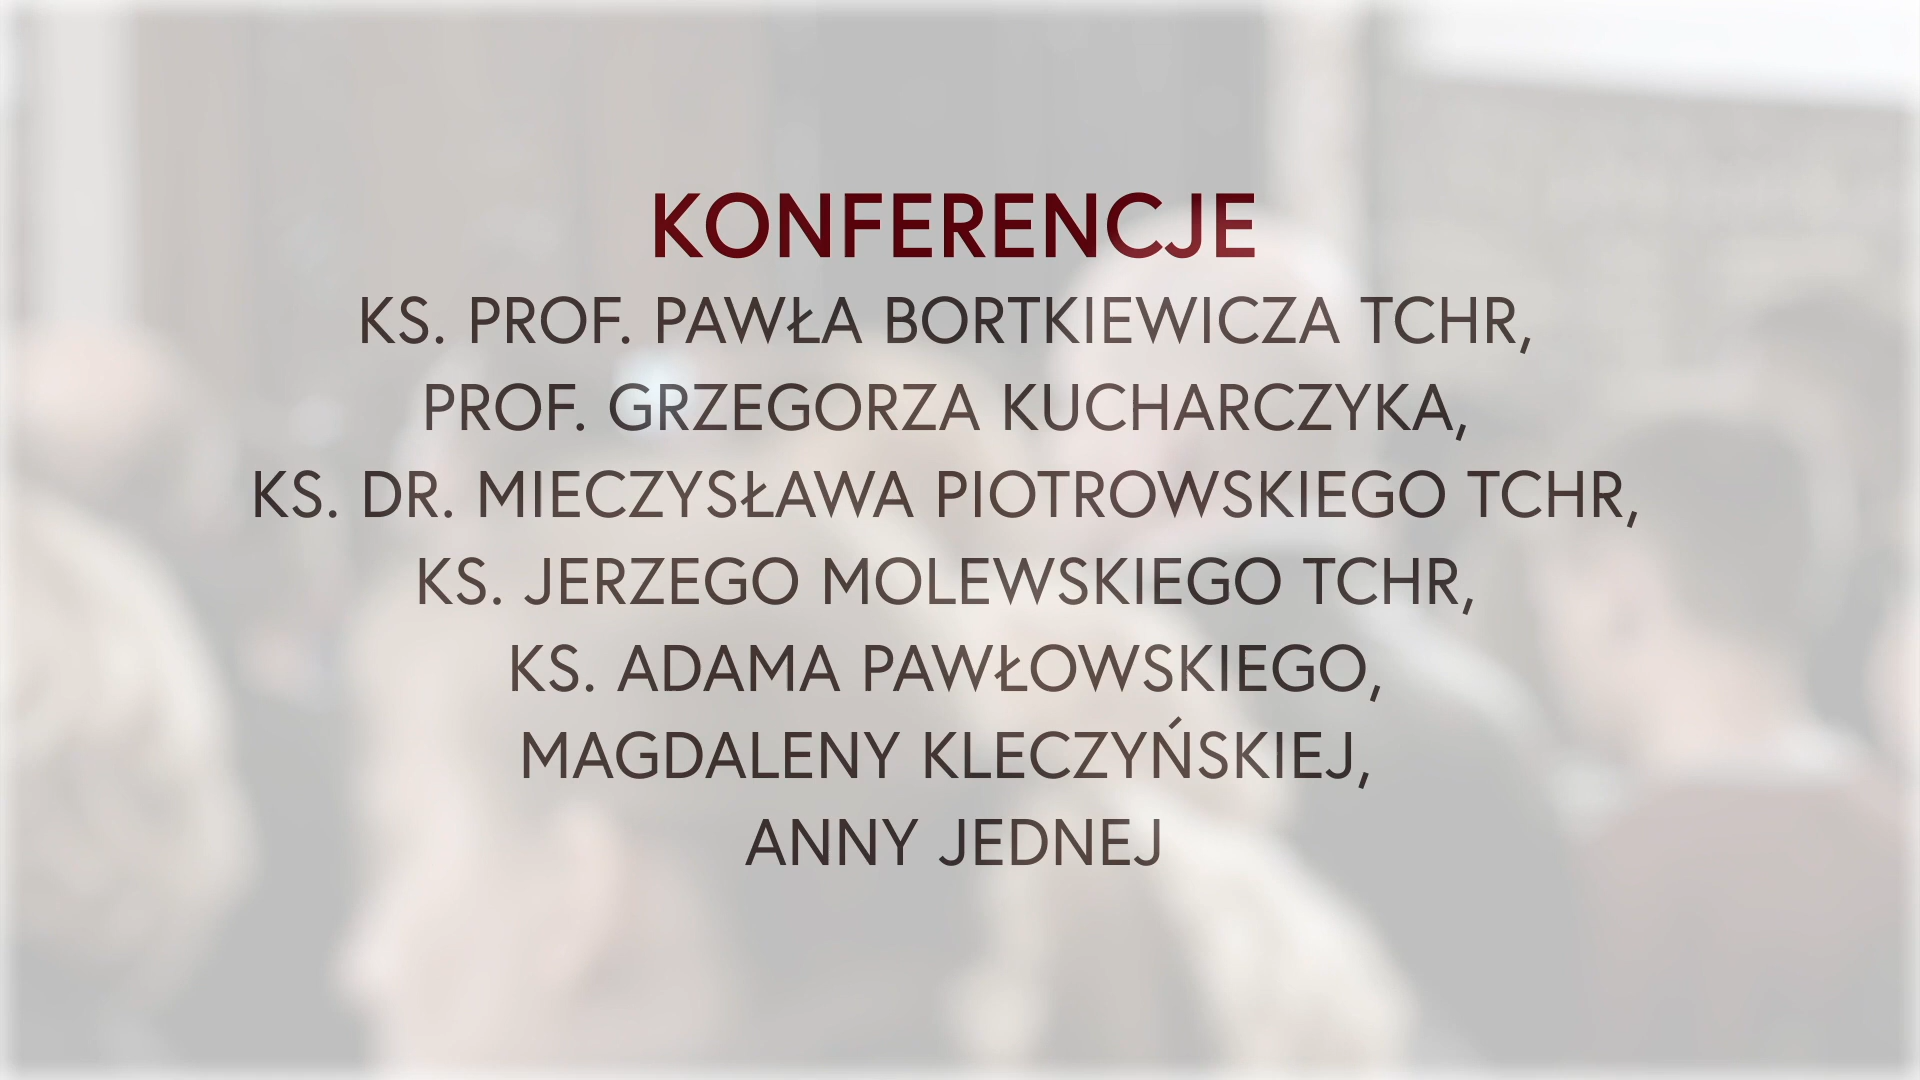 KONFERENCJE
KS. PROF. PAWŁA BORTKIEWICZA TCHR,
PROF. GRZEGORZA KUCHARCZYKA,
KS. DR. MIECZYSŁAWA PIOTROWSKIEGO TCHR,
KS. JERZEGO MOLEWSKIEGO TCHR,
KS. ADAMA PAWŁOWSKIEGO,
MAGDALENY KLECZYŃSKIEJ,
ANNY JEDNEJ